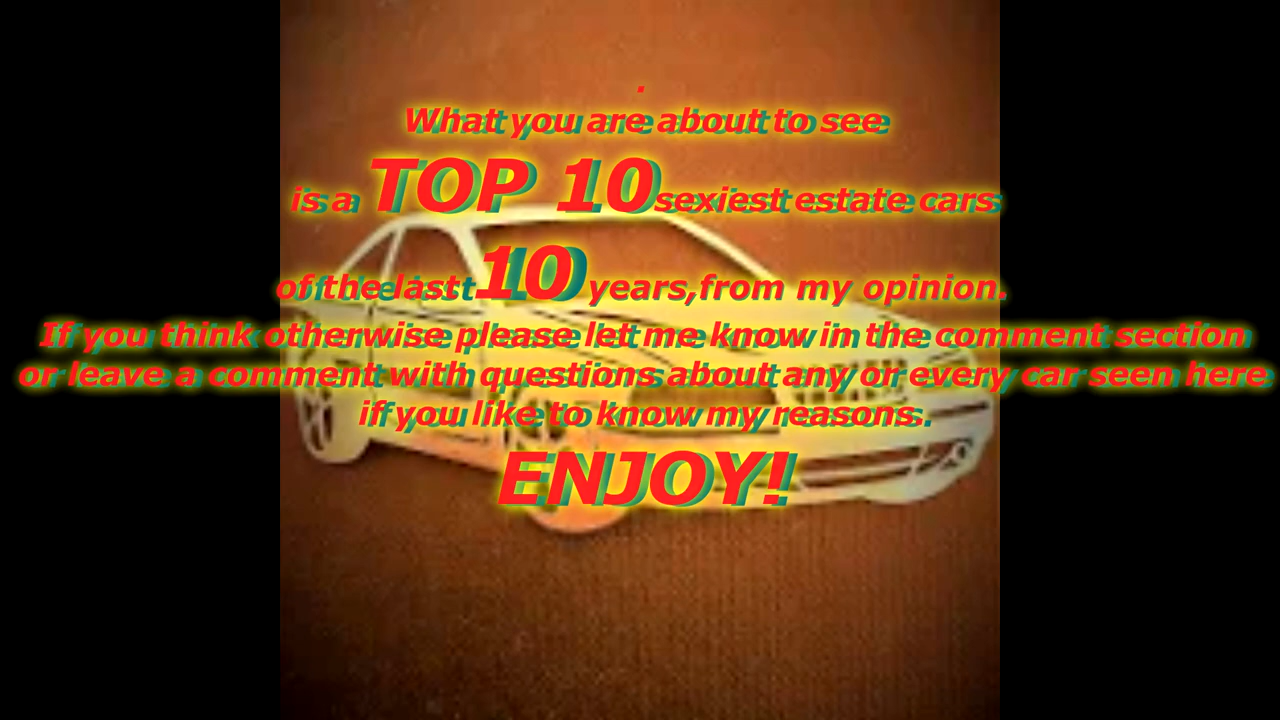 .
What you are about to see
is a TOP 10 sexiest estate cars
of the last 10 years,from my opinion.
If you think otherwise please let me know in the comment section
or leave a comment with questions about any or every car seen here
if you like to know my reasons.
ENJOY!